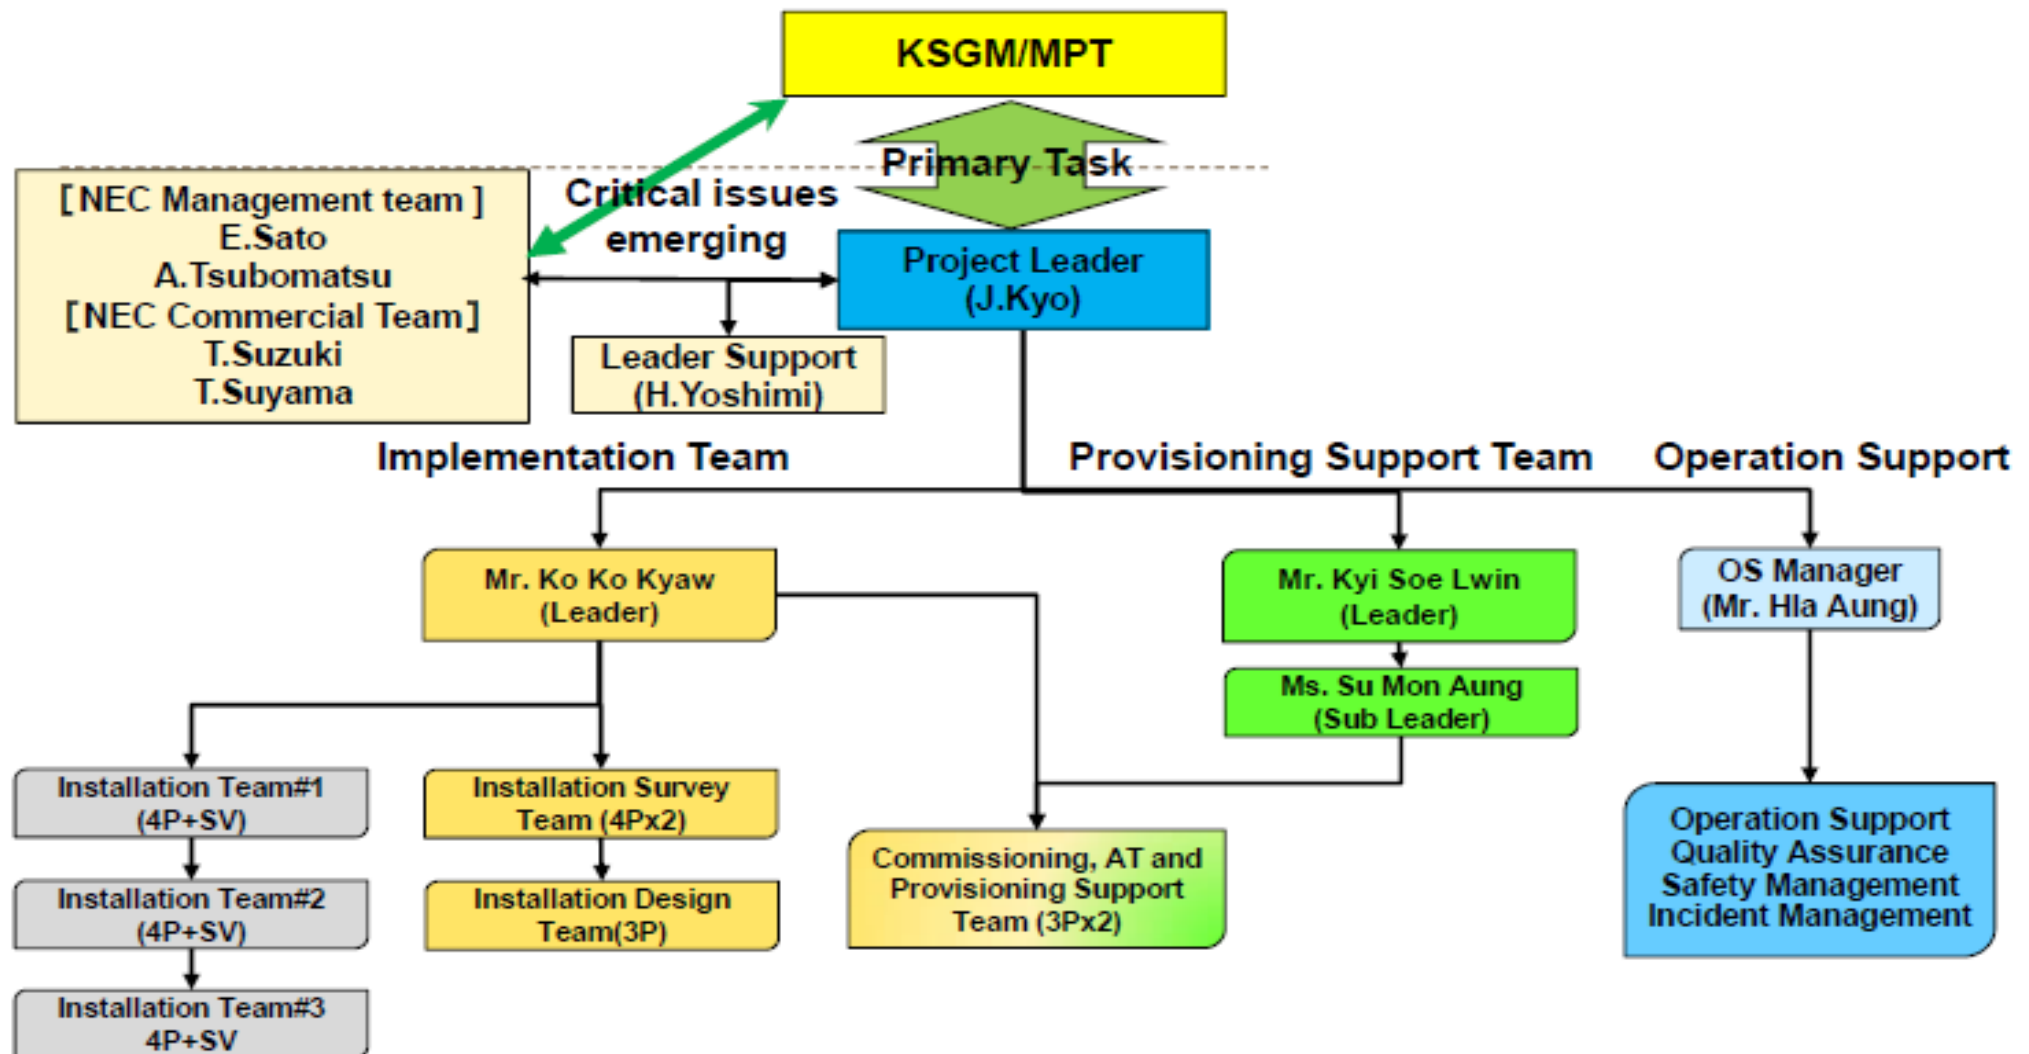 KSGM/MPT
Primary Task
[NEC Management team ]
E.Sato
A.Tsubomatsu
[NEC Commercial Team]
T.Suzuki
T.Suyama
Critical issues
emerging
Project Leader
(J.Kyo)
Leader Support
(H.Yoshimi)
Implementation Team
Provisioning Support Team
Operation Support
Mr. Ko Ko Kyaw
(Leader)
Mr. Kyi Soe Lwin
(Leader)
OS Manager
(Mr. Hla Aung)
Ms. Su Mon Aung
(Sub Leader)
Installation Team#1
(4P+SV)
Installation Survey
Team (4Px2)
Commissioning, AT and
Provisioning Support
Team (3Px2)
Operation Support
Quality Assurance
Safety Management
Incident Management
Installation Team#2
(4P+SV)
Installation Design
Team(3P)
Installation Team#3
4P+SV